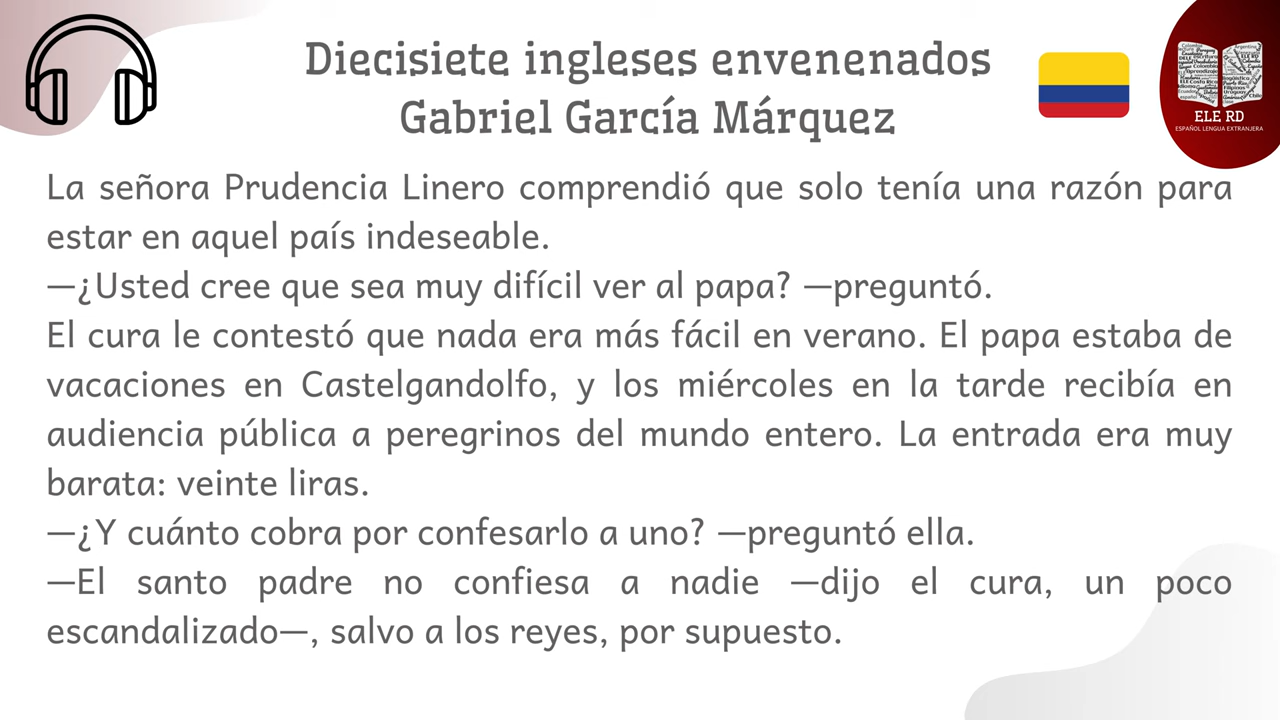 Diecisiete ingleses envenenados
Gabriel García Márquez
ELE RD
ESPAÑOL LENGUA EXTRANJERA
La señora Prudencia Linero comprendió que solo tenía una razón para
estar en aquel país indeseable.
—¿Usted cree que sea muy difícil ver al papa? —preguntó.
El cura le contestó que nada era más fácil en verano. El papa estaba de
vacaciones en Castelgandolfo, y los miércoles en la tarde recibía en
audiencia pública a peregrinos del mundo entero. La entrada era muy
barata: veinte liras.
—¿Y cuánto cobra por confesarlo a uno? —preguntó ella.
—El santo padre no confiesa a nadie —dijo el cura, un poco
escandalizado—, salvo a los reyes, por supuesto.